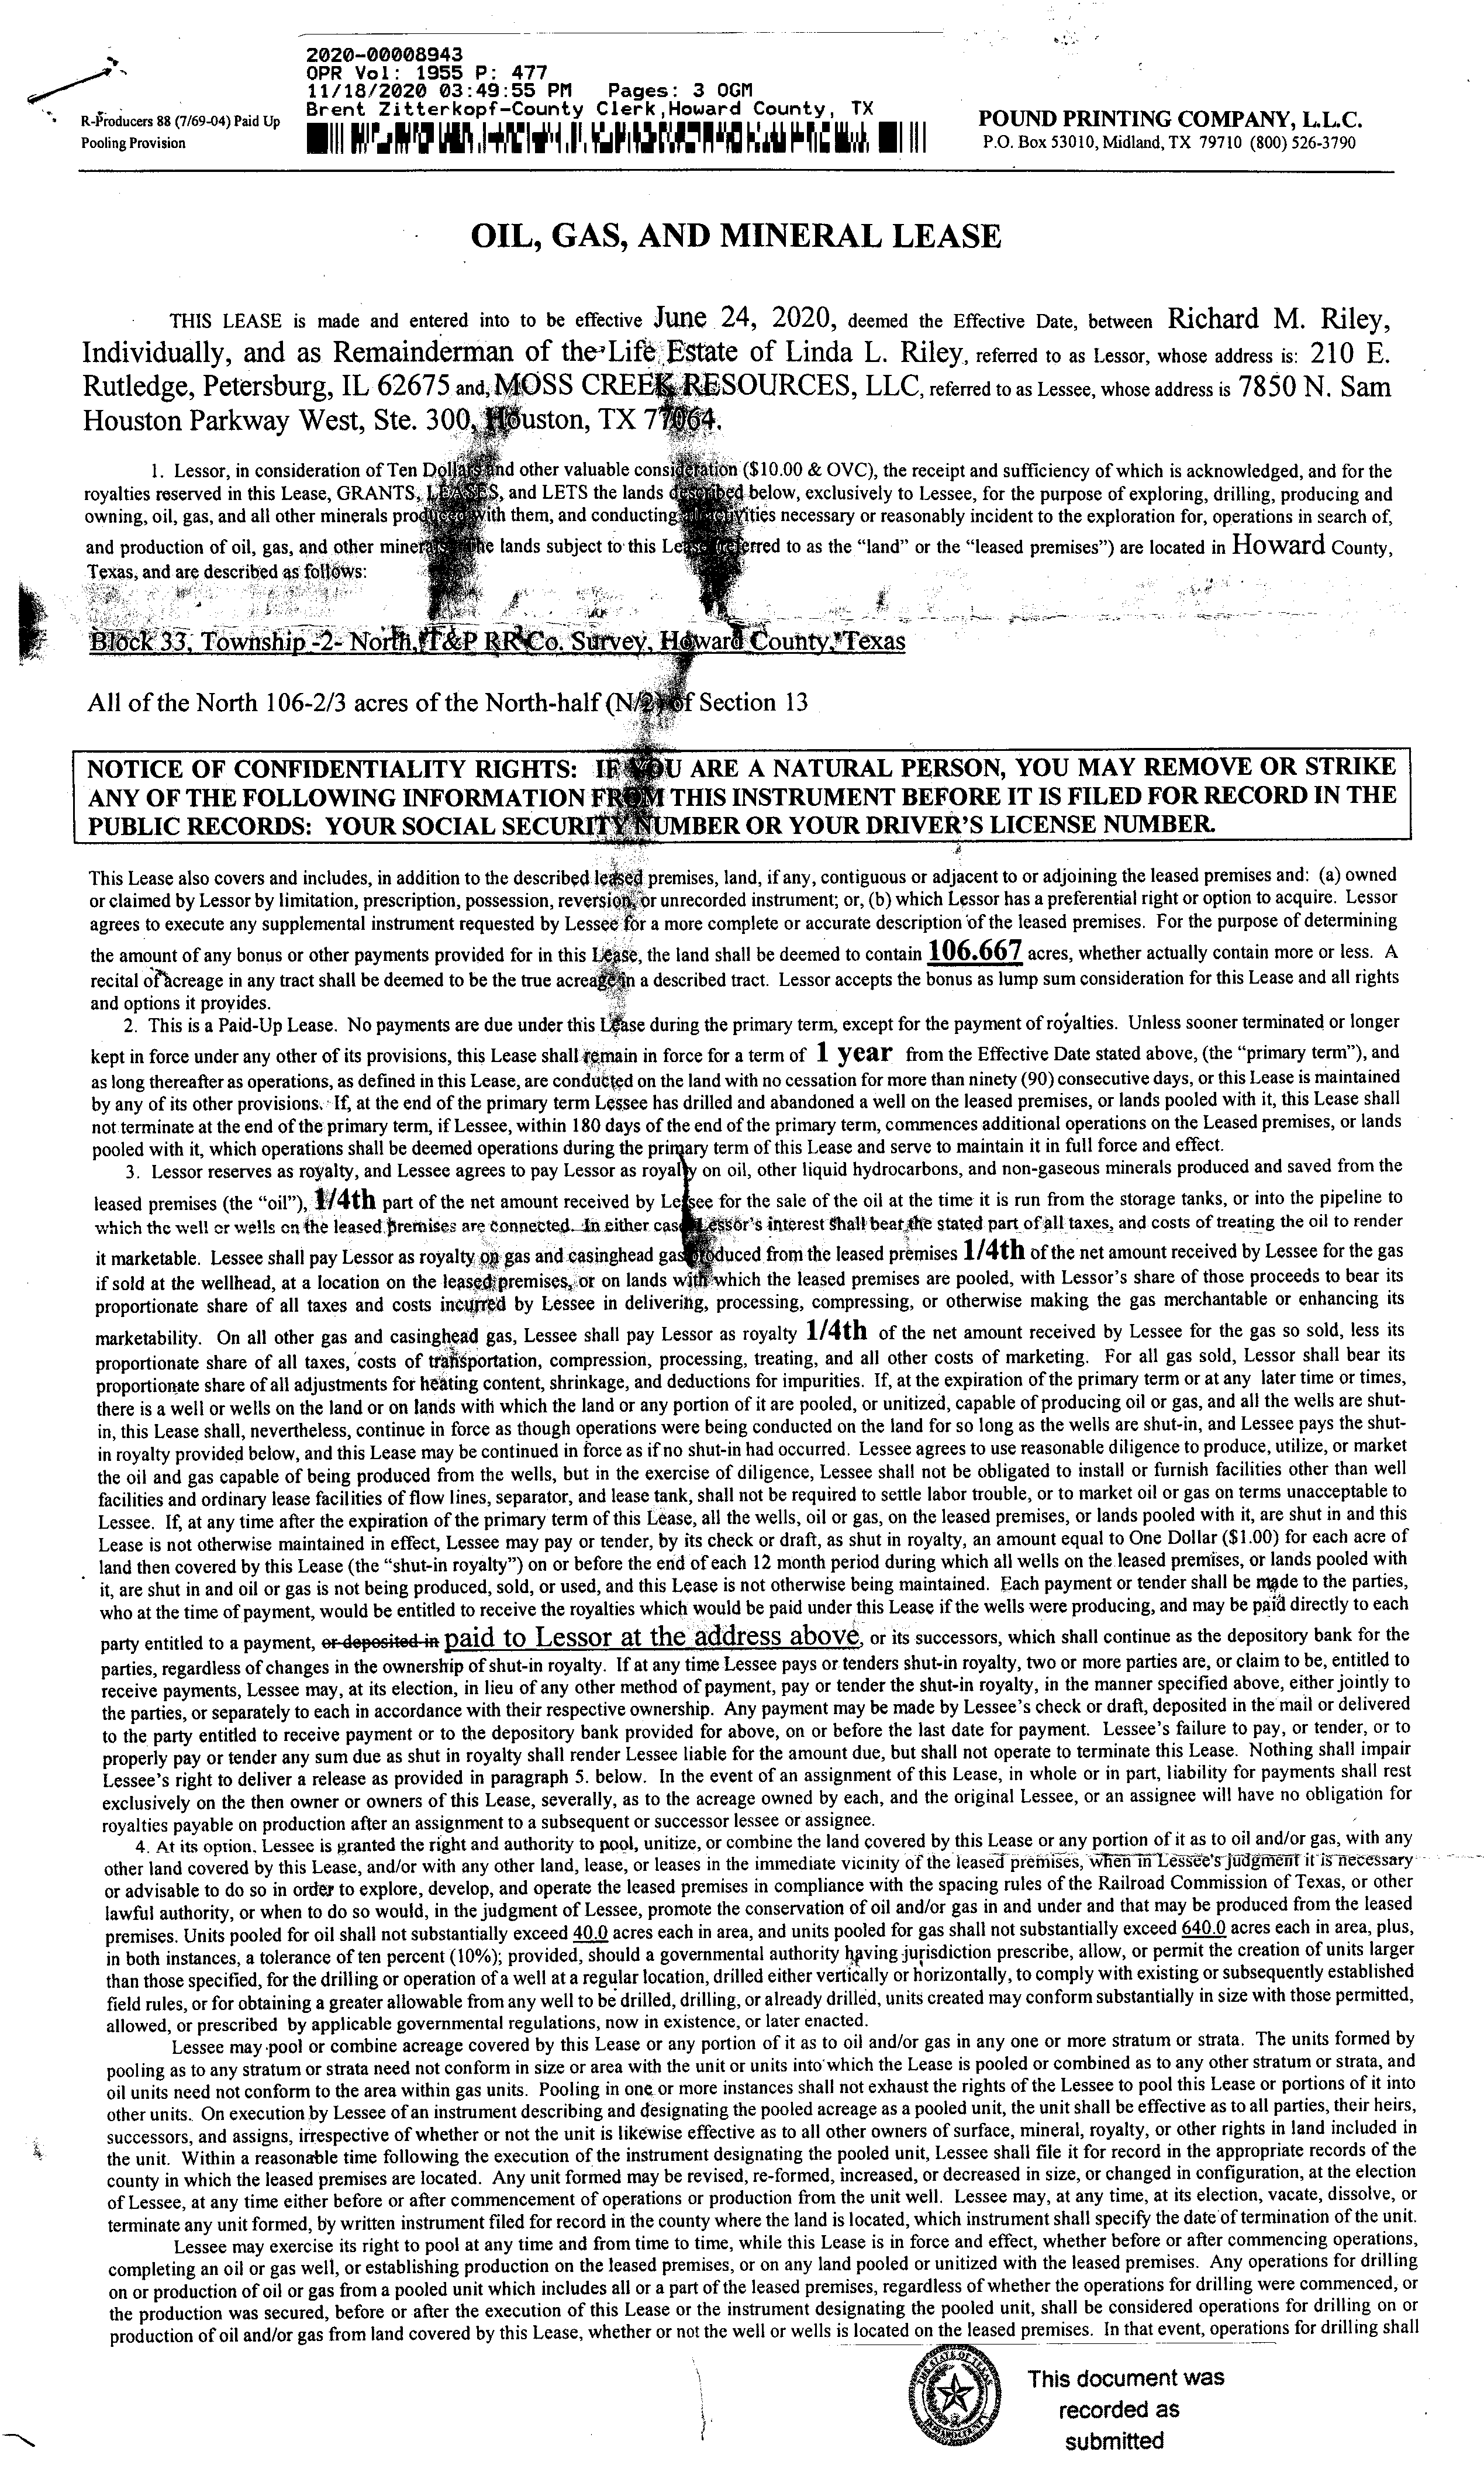 2020-00008943
OPR Vol: 1955 P: 477
11/18/2020 03:49:55 PM Pages: 3 OGM
Brent Zitterkopf-County Clerk,Howard County, TX
R-Producers 88 (7/69-04) Paid Up
Pooling Provision
POUND PRINTING COMPANY, L.L.C.
P.O. Box 53010, Midland, TX 79710 (800) 526-3790
OIL, GAS, AND MINERAL LEASE
THIS LEASE is made and entered into to be effective June 24, 2020, deemed the Effective Date, between Richard M. Riley,
Individually, and as Remainderman of the Life Estate of Linda L. Riley, referred to as Lessor, whose address is: 210 E.
Rutledge, Petersburg, IL 62675 and, MOSS CREEK RESOURCES, LLC, referred to as Lessee, whose address is 7850 N. Sam
Houston Parkway West, Ste. 300, Houston, TX 77064.
1. Lessor, in consideration of Ten Dollars and other valuable consideration ($10.00 & OVC), the receipt and sufficiency of which is acknowledged, and for the
royalties reserved in this Lease, GRANTS, LEASES, and LETS the lands described below, exclusively to Lessee, for the purpose of exploring, drilling, producing and
owning, oil, gas, and all other minerals produced with them, and conducting all activities necessary or reasonably incident to the exploration for, operations in search of,
and production of oil, gas, and other minerals The lands subject to this Lease (referred to as the “land” or the “leased premises”) are located in Howard County,
Texas, and are described as follows:
Block 33, Township -2- North, T&P RR Co. Survey, Howard County, Texas
All of the North 106-2/3 acres of the North-half (N/2) of Section 13
NOTICE OF CONFIDENTIALITY RIGHTS: IF YOU ARE A NATURAL PERSON, YOU MAY REMOVE OR STRIKE
ANY OF THE FOLLOWING INFORMATION FROM THIS INSTRUMENT BEFORE IT IS FILED FOR RECORD IN THE
PUBLIC RECORDS: YOUR SOCIAL SECURITY NUMBER OR YOUR DRIVER’S LICENSE NUMBER.
This Lease also covers and includes, in addition to the described leased premises, land, if any, contiguous or adjacent to or adjoining the leased premises and: (a) owned
or claimed by Lessor by limitation, prescription, possession, reversion, or unrecorded instrument; or, (b) which Lessor has a preferential right or option to acquire. Lessor
agrees to execute any supplemental instrument requested by Lessee for a more complete or accurate description of the leased premises. For the purpose of determining
the amount of any bonus or other payments provided for in this Lease, the land shall be deemed to contain 106.667 acres, whether actually contain more or less. A
recital of acreage in any tract shall be deemed to be the true acreage in a described tract. Lessor accepts the bonus as lump sum consideration for this Lease and all rights
and options it provides.
2. This is a Paid-Up Lease. No payments are due under this Lease during the primary term, except for the payment of royalties. Unless sooner terminated or longer
kept in force under any other of its provisions, this Lease shall remain in force for a term of 1 year from the Effective Date stated above, (the “primary term”), and
as long thereafter as operations, as defined in this Lease, are conducted on the land with no cessation for more than ninety (90) consecutive days, or this Lease is maintained
by any of its other provisions. If, at the end of the primary term Lessee has drilled and abandoned a well on the leased premises, or lands pooled with it, this Lease shall
not terminate at the end of the primary term, if Lessee, within 180 days of the end of the primary term, commences additional operations on the Leased premises, or lands
pooled with it, which operations shall be deemed operations during the primary term of this Lease and serve to maintain it in full force and effect.
3. Lessor reserves as royalty, and Lessee agrees to pay Lessor as royalty on oil, other liquid hydrocarbons, and non-gaseous minerals produced and saved from the
leased premises (the “oil”), 1/4th part of the net amount received by Lessee for the sale of the oil at the time it is run from the storage tanks, or into the pipeline to
which the well or wells on the leased premises are connected. In either case Lessor’s interest shall bear the stated part of all taxes, and costs of treating the oil to render
it marketable. Lessee shall pay Lessor as royalty on gas and casinghead gas produced from the leased premises 1/4th of the net amount received by Lessee for the gas
if sold at the wellhead, at a location on the leased premises, or on lands with which the leased premises are pooled, with Lessor’s share of those proceeds to bear its
proportionate share of all taxes and costs incurred by Lessee in delivering, processing, compressing, or otherwise making the gas merchantable or enhancing its
marketability. On all other gas and casinghead gas, Lessee shall pay Lessor as royalty 1/4th of the net amount received by Lessee for the gas so sold, less its
proportionate share of all taxes, costs of transportation, compression, processing, treating, and all other costs of marketing. For all gas sold, Lessor shall bear its
proportionate share of all adjustments for heating content, shrinkage, and deductions for impurities. If, at the expiration of the primary term or at any later time or times,
there is a well or wells on the land or on lands with which the land or any portion of it are pooled, or unitized, capable of producing oil or gas, and all the wells are shut-
in, this Lease shall, nevertheless, continue in force as though operations were being conducted on the land for so long as the wells are shut-in, and Lessee pays the shut-
in royalty provided below, and this Lease may be continued in force as if no shut-in had occurred. Lessee agrees to use reasonable diligence to produce, utilize, or market
the oil and gas capable of being produced from the wells, but in the exercise of diligence, Lessee shall not be obligated to install or furnish facilities other than well
facilities and ordinary lease facilities of flow lines, separator, and lease tank, shall not be required to settle labor trouble, or to market oil or gas on terms unacceptable to
Lessee. If, at any time after the expiration of the primary term of this Lease, all the wells, oil or gas, on the leased premises, or lands pooled with it, are shut in and this
Lease is not otherwise maintained in effect, Lessee may pay or tender, by its check or draft, as shut in royalty, an amount equal to One Dollar ($1.00) for each acre of
land then covered by this Lease (the “shut-in royalty”) on or before the end of each 12 month period during which all wells on the leased premises, or lands pooled with
it, are shut in and oil or gas is not being produced, sold, or used, and this Lease is not otherwise being maintained. Each payment or tender shall be made to the parties,
who at the time of payment, would be entitled to receive the royalties which would be paid under this Lease if the wells were producing, and may be paid directly to each
party entitled to a payment, or deposited in paid to Lessor at the address above, or its successors, which shall continue as the depository bank for the
parties, regardless of changes in the ownership of shut-in royalty. If at any time Lessee pays or tenders shut-in royalty, two or more parties are, or claim to be, entitled to
receive payments, Lessee may, at its election, in lieu of any other method of payment, pay or tender the shut-in royalty, in the manner specified above, either jointly to
the parties, or separately to each in accordance with their respective ownership. Any payment may be made by Lessee’s check or draft, deposited in the mail or delivered
to the party entitled to receive payment or to the depository bank provided for above, on or before the last date for payment. Lessee’s failure to pay, or tender, or to
properly pay or tender any sum due as shut in royalty shall render Lessee liable for the amount due, but shall not operate to terminate this Lease. Nothing shall impair
Lessee’s right to deliver a release as provided in paragraph 5. below. In the event of an assignment of this Lease, in whole or in part, liability for payments shall rest
exclusively on the then owner or owners of this Lease, severally, as to the acreage owned by each, and the original Lessee, or an assignee will have no obligation for
royalties payable on production after an assignment to a subsequent or successor lessee or assignee.
4. At its option, Lessee is granted the right and authority to pool, unitize, or combine the land covered by this Lease or any portion of it as to oil and/or gas, with any
other land covered by this Lease, and/or with any other land, lease, or leases in the immediate vicinity of the leased premises, when in Lessee’s judgment it is necessary
or advisable to do so in order to explore, develop, and operate the leased premises in compliance with the spacing rules of the Railroad Commission of Texas, or other
lawful authority, or when to do so would, in the judgment of Lessee, promote the conservation of oil and/or gas in and under and that may be produced from the leased
premises. Units pooled for oil shall not substantially exceed 40.0 acres each in area, and units pooled for gas shall not substantially exceed 640.0 acres each in area, plus,
in both instances, a tolerance of ten percent (10%); provided, should a governmental authority having jurisdiction prescribe, allow, or permit the creation of units larger
than those specified, for the drilling or operation of a well at a regular location, drilled either vertically or horizontally, to comply with existing or subsequently established
field rules, or for obtaining a greater allowable from any well to be drilled, drilling, or already drilled, units created may conform substantially in size with those permitted,
allowed, or prescribed by applicable governmental regulations, now in existence, or later enacted.
Lessee may pool or combine acreage covered by this Lease or any portion of it as to oil and/or gas in any one or more stratum or strata. The units formed by
pooling as to any stratum or strata need not conform in size or area with the unit or units into which the Lease is pooled or combined as to any other stratum or strata, and
oil units need not conform to the area within gas units. Pooling in one or more instances shall not exhaust the rights of the Lessee to pool this Lease or portions of it into
other units. On execution by Lessee of an instrument describing and designating the pooled acreage as a pooled unit, the unit shall be effective as to all parties, their heirs,
successors, and assigns, irrespective of whether or not the unit is likewise effective as to all other owners of surface, mineral, royalty, or other rights in land included in
the unit. Within a reasonable time following the execution of the instrument designating the pooled unit, Lessee shall file it for record in the appropriate records of the
county in which the leased premises are located. Any unit formed may be revised, re-formed, increased, or decreased in size, or changed in configuration, at the election
of Lessee, at any time either before or after commencement of operations or production from the unit well. Lessee may, at any time, at its election, vacate, dissolve, or
terminate any unit formed, by written instrument filed for record in the county where the land is located, which instrument shall specify the date of termination of the unit.
Lessee may exercise its right to pool at any time and from time to time, while this Lease is in force and effect, whether before or after commencing operations,
completing an oil or gas well, or establishing production on the leased premises, or on any land pooled or unitized with the leased premises. Any operations for drilling
on or production of oil or gas from a pooled unit which includes all or a part of the leased premises, regardless of whether the operations for drilling were commenced, or
the production was secured, before or after the execution of this Lease or the instrument designating the pooled unit, shall be considered operations for drilling on or
production of oil and/or gas from land covered by this Lease, whether or not the well or wells is located on the leased premises. In that event, operations for drilling shall
THE STATE OF TEXAS
HOWARD COUNTY
This document was
recorded as
submitted